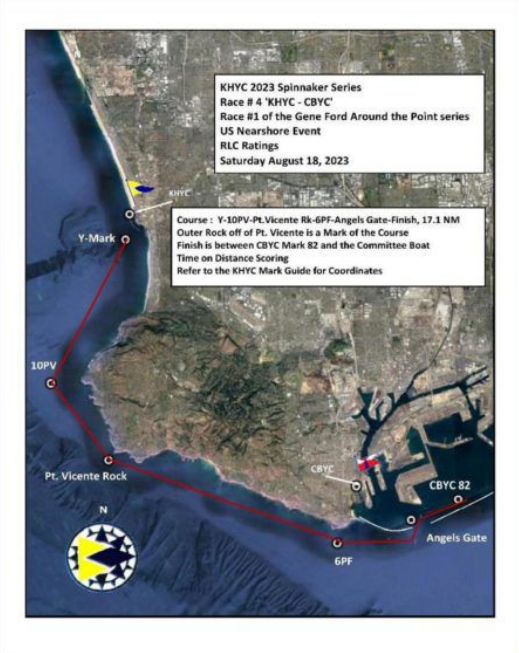 KHYC 2023 Spinnaker Series
Race # 4 'KHYC - CBYC'
Race #1 of the Gene Ford Around the Point series
US Nearshore Event
RLC Ratings
Saturday August 18, 2023
KHYC
Course : Y-10PV-Pt.Vicente Rk-6PF-Angels Gate-Finish, 17.1 NM
Outer Rock off of Pt. Vicente is a Mark of the Course
Finish is between CBYC Mark 82 and the Committee Boat
Time on Distance Scoring
Refer to the KHYC Mark Guide for Coordinates
Y-Mark
10PV
Pt. Vicente Rock
CBYC
CBYC 82
Angels Gate
6PF
N